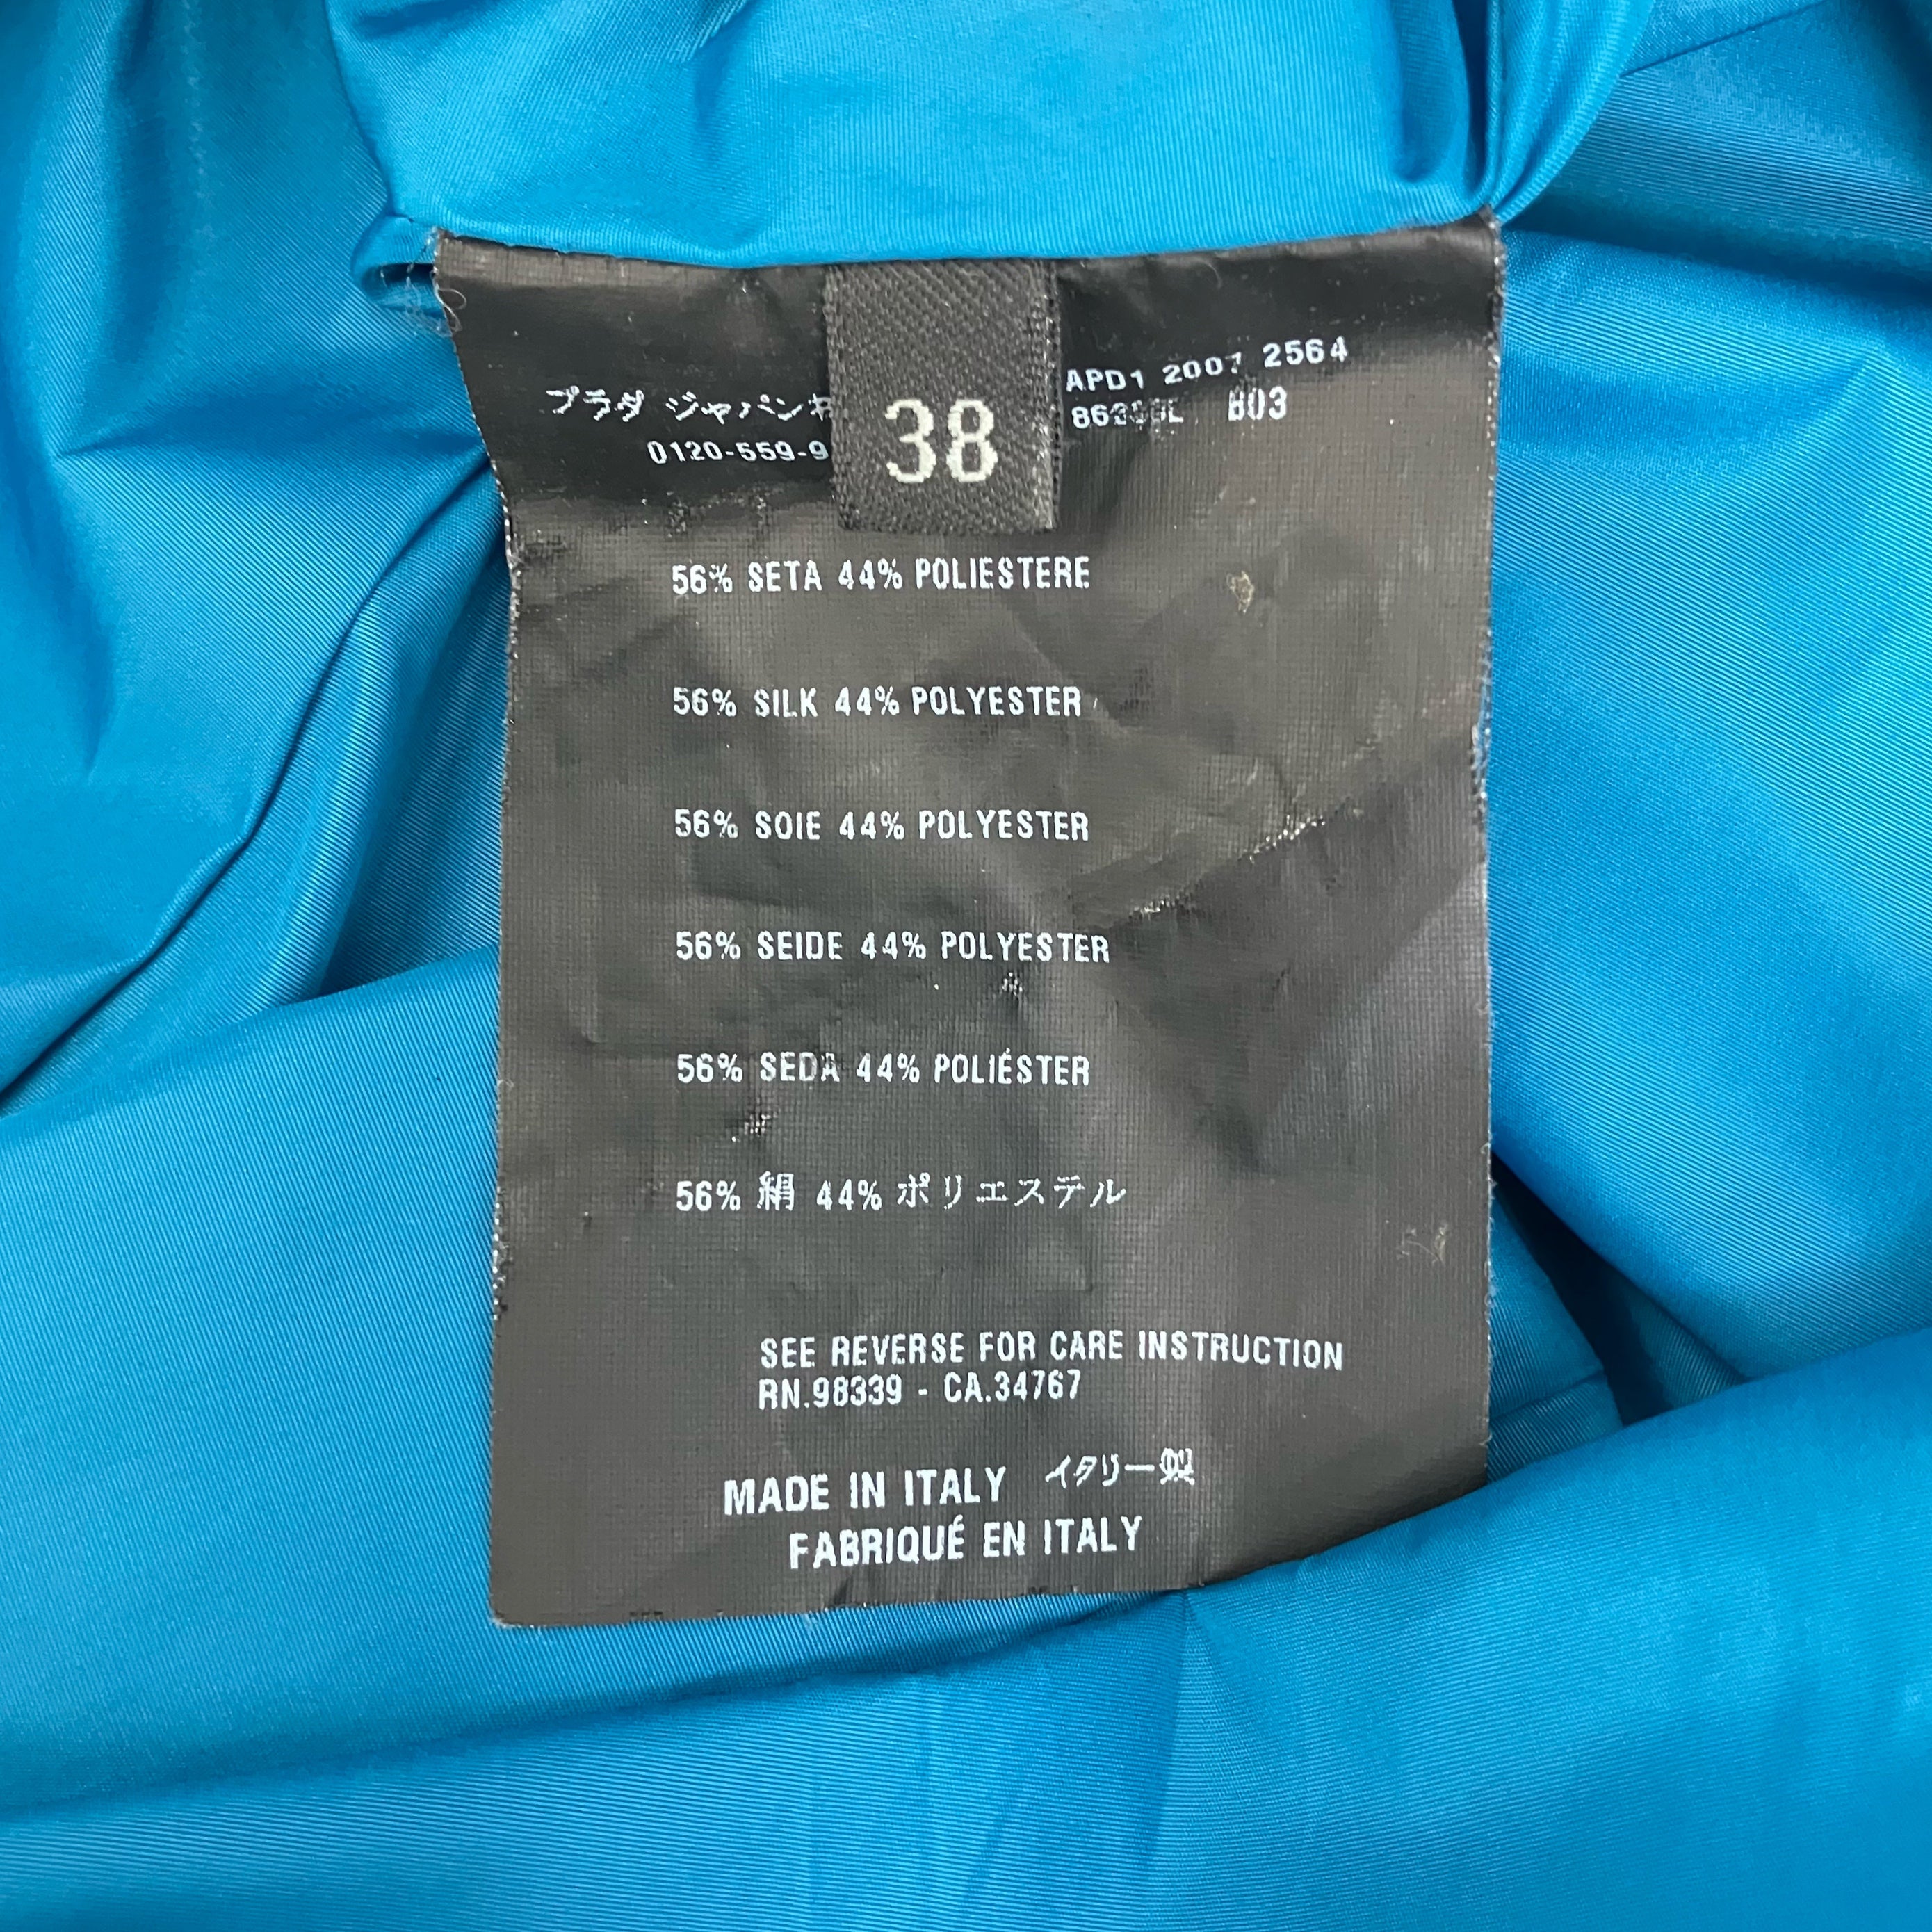 プラダ ジャパン
0120-559-9
38
APD1 2007 2564
B03
56% SETA 44% POLIESTERE
56% SILK 44% POLYESTER
56% SOIE 44% POLYESTER
56% SEIDE 44% POLYESTER
56% SEDA 44% POLIÉSTER
56% 絹 44% ポリエステル
SEE REVERSE FOR CARE INSTRUCTION
RN.98339 - CA.34767
MADE IN ITALY イタリー製
FABRIQUÉ EN ITALY